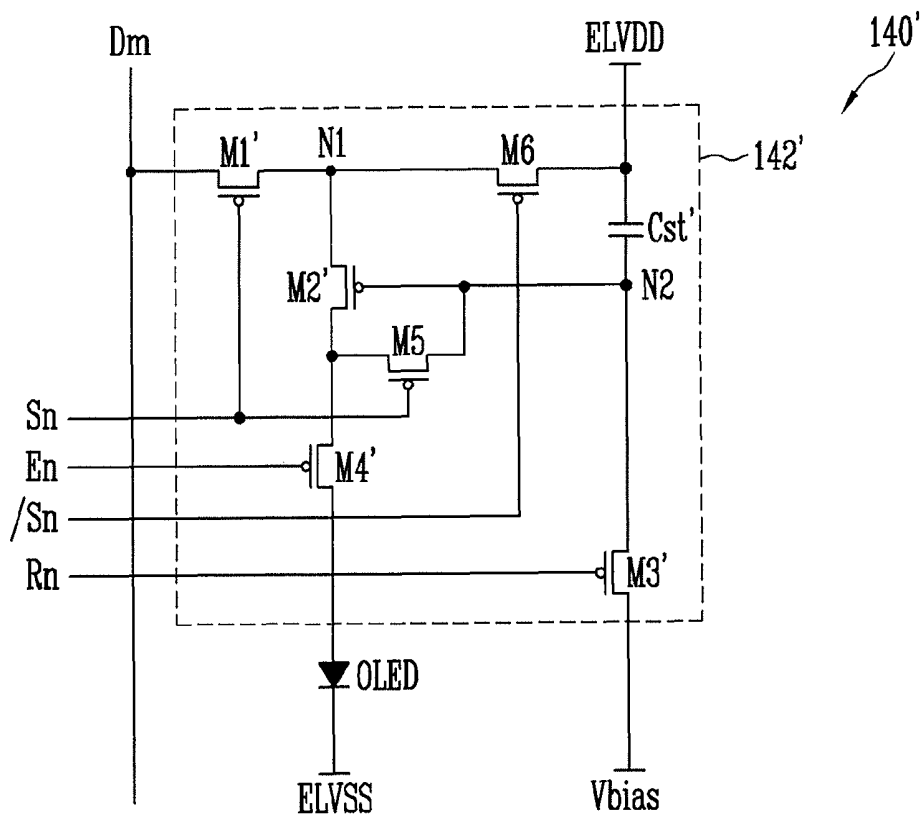 Dm
ELVDD
140'
M1'
N1
M6
142'
Cst'
M2'
N2
M5
Sn
En
M4'
/Sn
Rn
M3'
OLED
ELVSS
Vbias